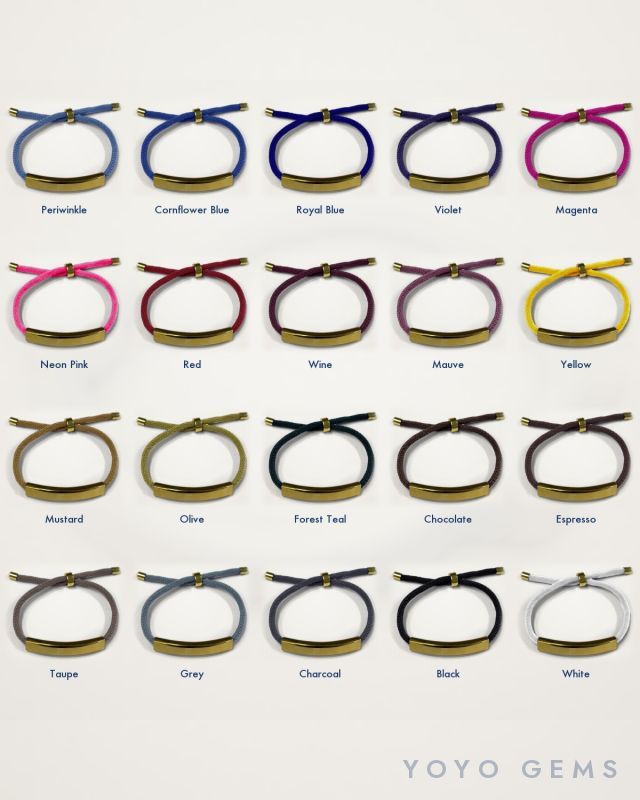 Periwinkle
Cornflower Blue
Royal Blue
Violet
Magenta
Neon Pink
Red
Wine
Mauve
Yellow
Mustard
Olive
Forest Teal
Chocolate
Espresso
Taupe
Grey
Charcoal
Black
White
YOYO GEMS